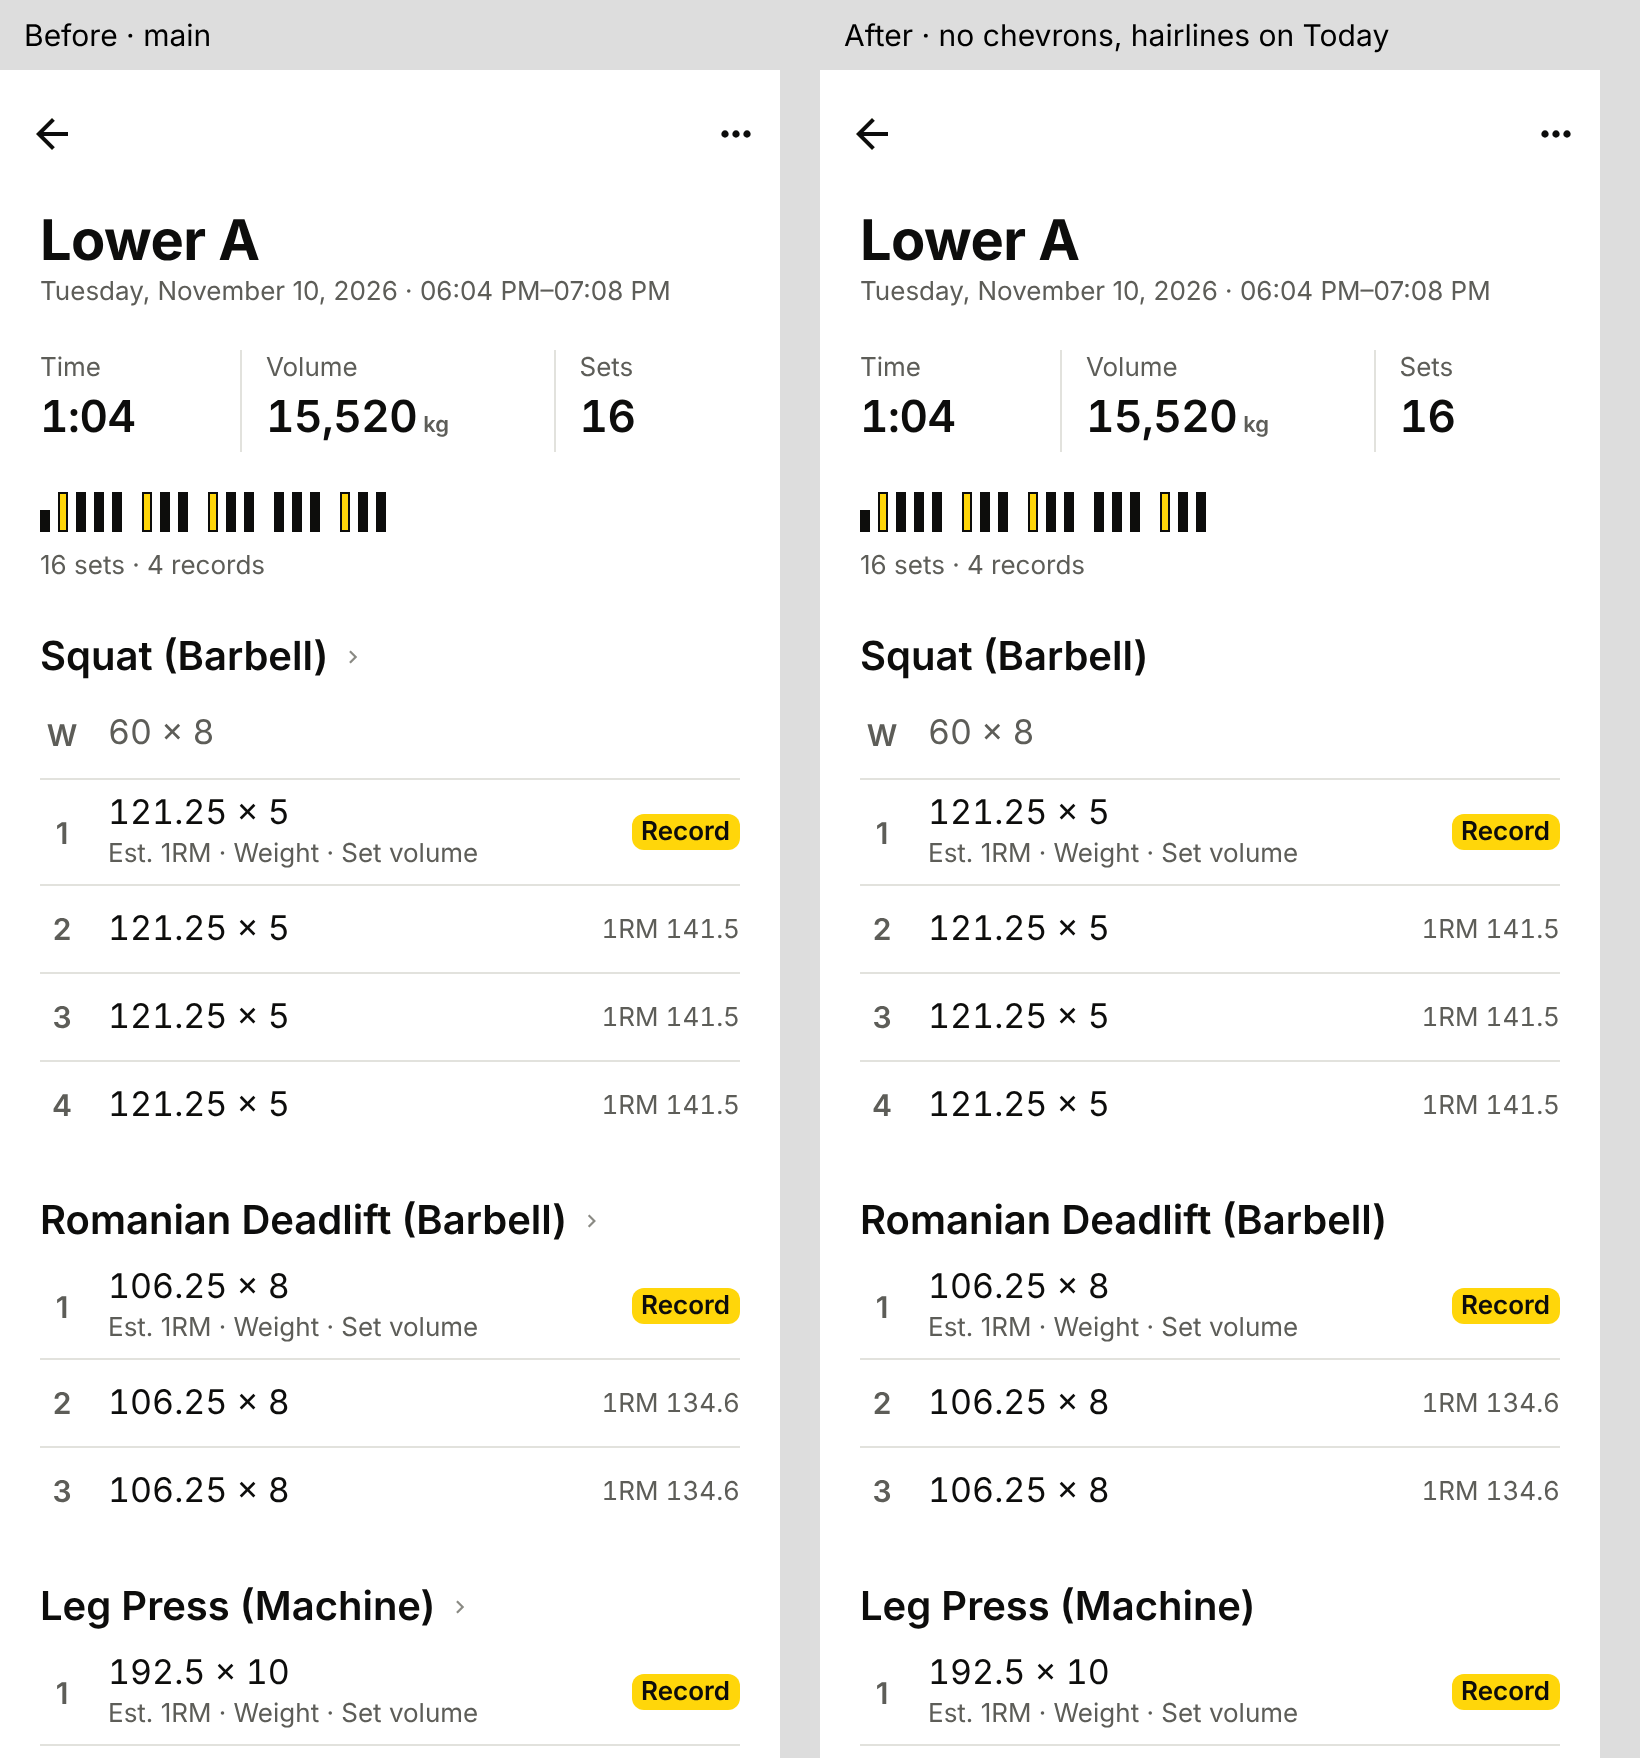 Before · main
Lower A
Tuesday, November 10, 2026 · 06:04 PM–07:08 PM
Time Volume Sets
1:04 15,520 kg 16
16 sets · 4 records
Squat (Barbell) ›
W 60 × 8
1 121.25 × 5 Record
Est. 1RM · Weight · Set volume
2 121.25 × 5 1RM 141.5
3 121.25 × 5 1RM 141.5
4 121.25 × 5 1RM 141.5
Romanian Deadlift (Barbell) ›
1 106.25 × 8 Record
Est. 1RM · Weight · Set volume
2 106.25 × 8 1RM 134.6
3 106.25 × 8 1RM 134.6
Leg Press (Machine) ›
1 192.5 × 10 Record
Est. 1RM · Weight · Set volume
After · no chevrons, hairlines on Today
Lower A
Tuesday, November 10, 2026 · 06:04 PM–07:08 PM
Time Volume Sets
1:04 15,520 kg 16
16 sets · 4 records
Squat (Barbell)
W 60 × 8
1 121.25 × 5 Record
Est. 1RM · Weight · Set volume
2 121.25 × 5 1RM 141.5
3 121.25 × 5 1RM 141.5
4 121.25 × 5 1RM 141.5
Romanian Deadlift (Barbell)
1 106.25 × 8 Record
Est. 1RM · Weight · Set volume
2 106.25 × 8 1RM 134.6
3 106.25 × 8 1RM 134.6
Leg Press (Machine)
1 192.5 × 10 Record
Est. 1RM · Weight · Set volume